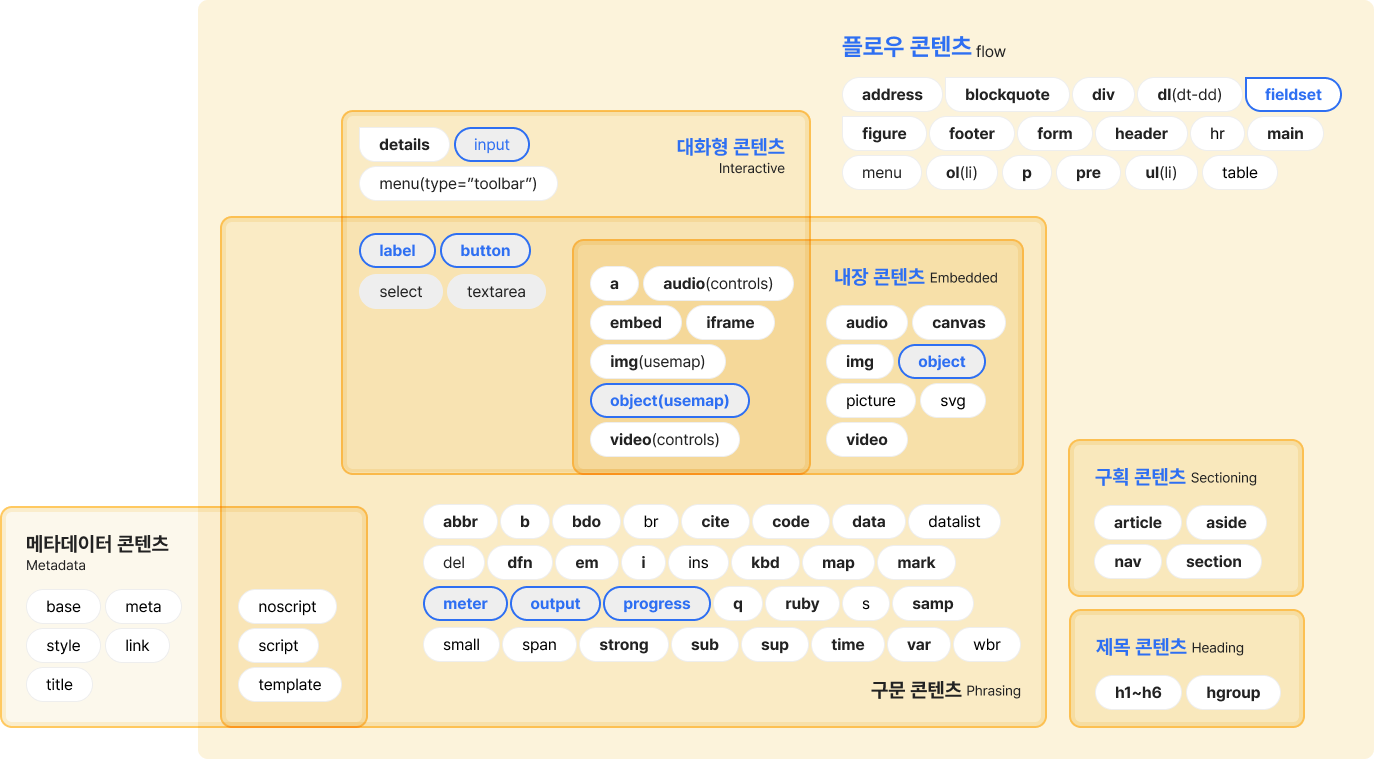 플로우 콘텐츠 flow
address blockquote div dl(dt-dd) fieldset
figure footer form header hr main
menu ol(li) p pre ul(li) table
대화형 콘텐츠
Interactive
details input
menu(type=”toolbar”)
label button
select textarea
a audio(controls)
embed iframe
img(usemap)
object(usemap)
video(controls)
내장 콘텐츠 Embedded
audio canvas
img object
picture svg
video
구획 콘텐츠 Sectioning
article aside
nav section
제목 콘텐츠 Heading
h1~h6 hgroup
메타데이터 콘텐츠
Metadata
base meta
style link
title
noscript
script
template
abbr b bdo br cite code data datalist
del dfn em i ins kbd map mark
meter output progress q ruby s samp
small span strong sub sup time var wbr
구문 콘텐츠 Phrasing